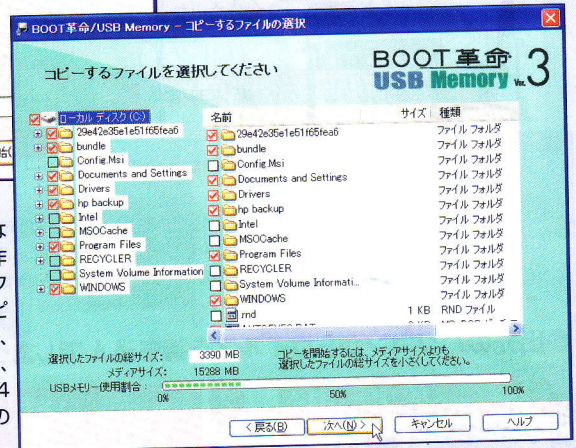 BOOT革命/USB Memory - コピーするファイルの選択
コピーするファイルを選択してください
BOOT革命
USB Memory Ver.3
ローカル ディスク (C:)
29e42e35e1e51f65fea6
bundle
Config.Msi
Documents and Settings
Drivers
hp backup
Intel
MSOCache
Program Files
RECYCLER
System Volume Information
WINDOWS
名前 サイズ 種類
29e42e35e1e51f65fea6 ファイル フォルダ
bundle ファイル フォルダ
Config.Msi ファイル フォルダ
Documents and Settings ファイル フォルダ
Drivers ファイル フォルダ
hp backup ファイル フォルダ
Intel ファイル フォルダ
MSOCache ファイル フォルダ
Program Files ファイル フォルダ
RECYCLER ファイル フォルダ
System Volume Informati... ファイル フォルダ
WINDOWS ファイル フォルダ
.rnd 1 KB RND ファイル
選択したファイルの総サイズ: 3390 MB
メディアサイズ: 15288 MB
コピーを開始するには、メディアサイズよりも
選択したファイルの総サイズを小さくしてください。
USBメモリー使用割合:
0% 50% 100%
< 戻る(B) 次へ(N) > キャンセル ヘルプ